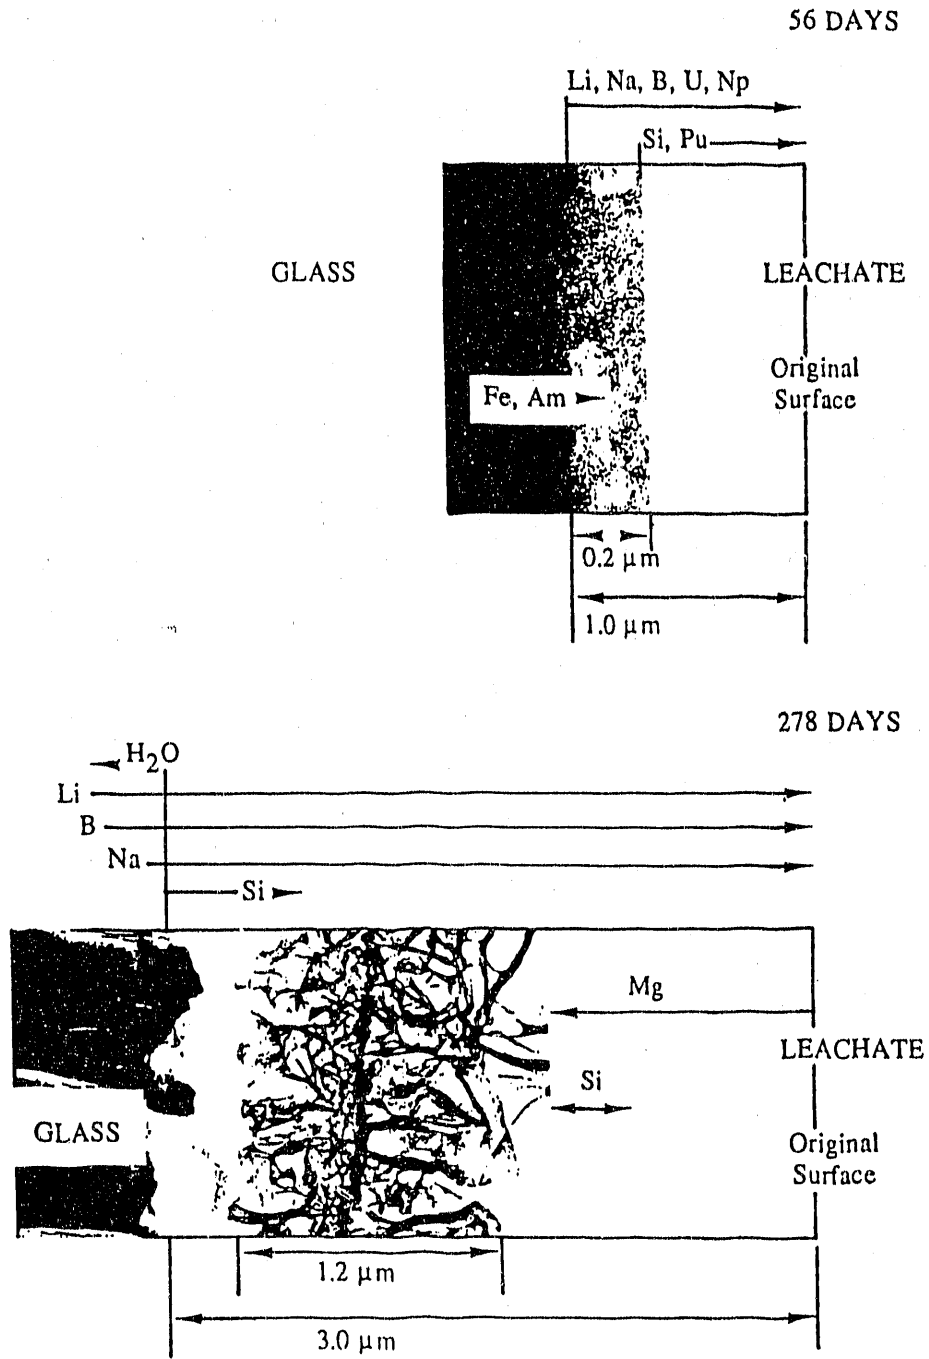 56 DAYS
Li, Na, B, U, Np
Si, Pu
GLASS
LEACHATE
Original
Surface
Fe, Am
0.2 µm
1.0 µm
278 DAYS
H2O
Li
B
Na
Si
Mg
LEACHATE
Si
GLASS
Original
Surface
1.2 µm
3.0 µm